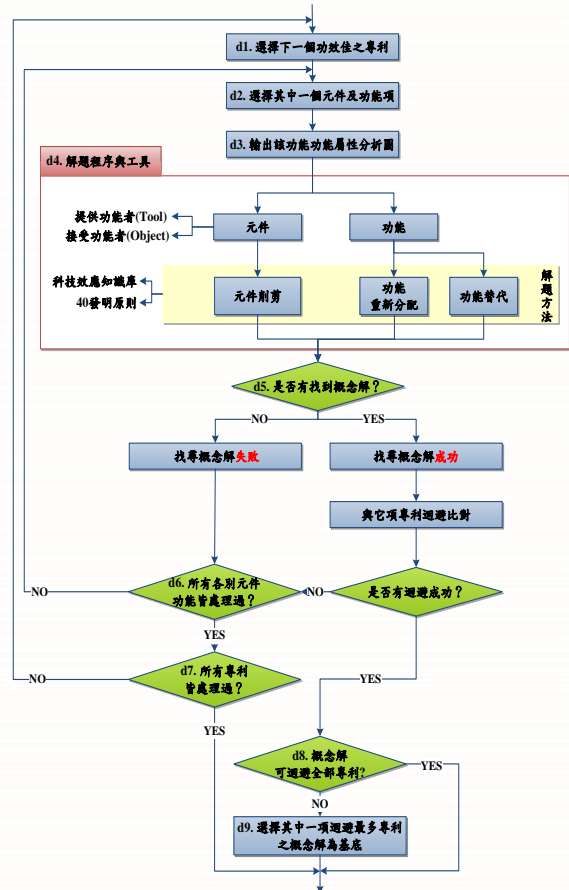 d1. 選擇下一個功效佳之專利
d2. 選擇其中一個元件及功能項
d3. 輸出該功能功能屬性分析圖
d4. 解題程序與工具
提供功能者(Tool)
接受功能者(Object)
元件
功能
科技效應知識庫
40發明原則
元件削剪
功能
重新分配
功能替代
解題方法
d5. 是否有找到概念解？
NO
YES
找尋概念解失敗
找尋概念解成功
與它項專利迴避比對
d6. 所有各別元件
功能皆處理過？
是否有迴避成功？
NO
NO
YES
d7. 所有專利
皆處理過？
NO
YES
YES
d8. 概念解
可迴避全部專利?
YES
NO
d9. 選擇其中一項迴避最多專利
之概念解為基底